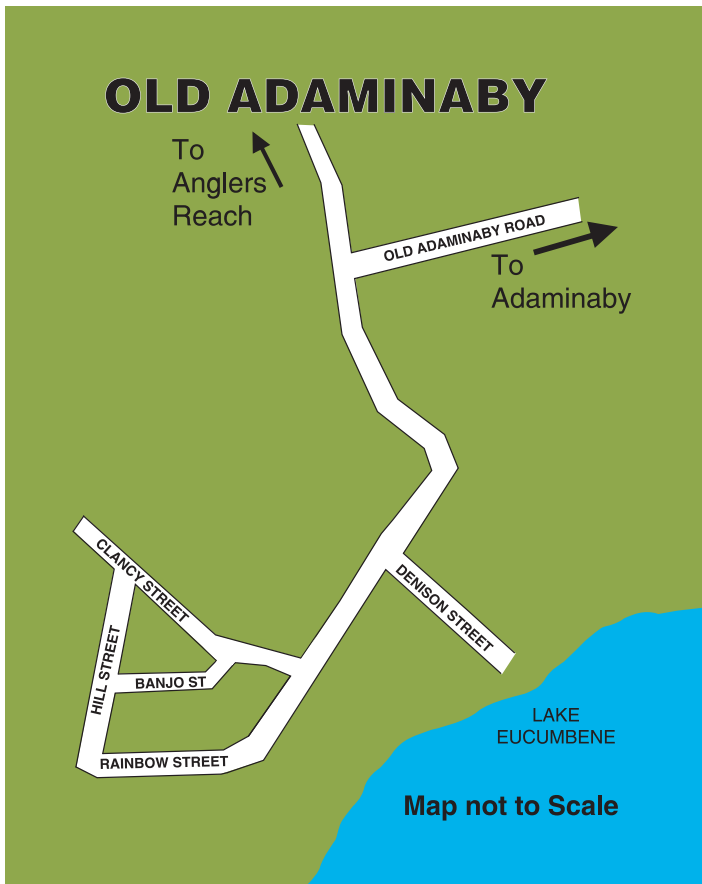 OLD ADAMINABY
To
Anglers
Reach
OLD ADAMINABY ROAD
To
Adaminaby
CLANCY STREET
DENISON STREET
HILL STREET
BANJO ST
RAINBOW STREET
LAKE
EUCUMBENE
Map not to Scale